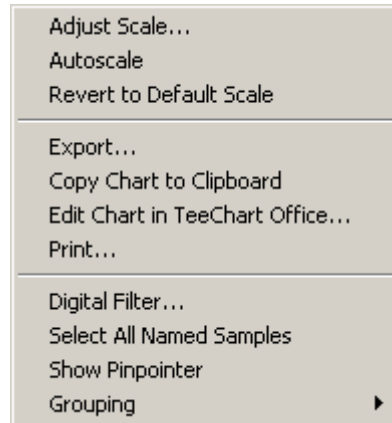 Adjust Scale...
Autoscale
Revert to Default Scale
Export...
Copy Chart to Clipboard
Edit Chart in TeeChart Office...
Print...
Digital Filter...
Select All Named Samples
Show Pinpointer
Grouping